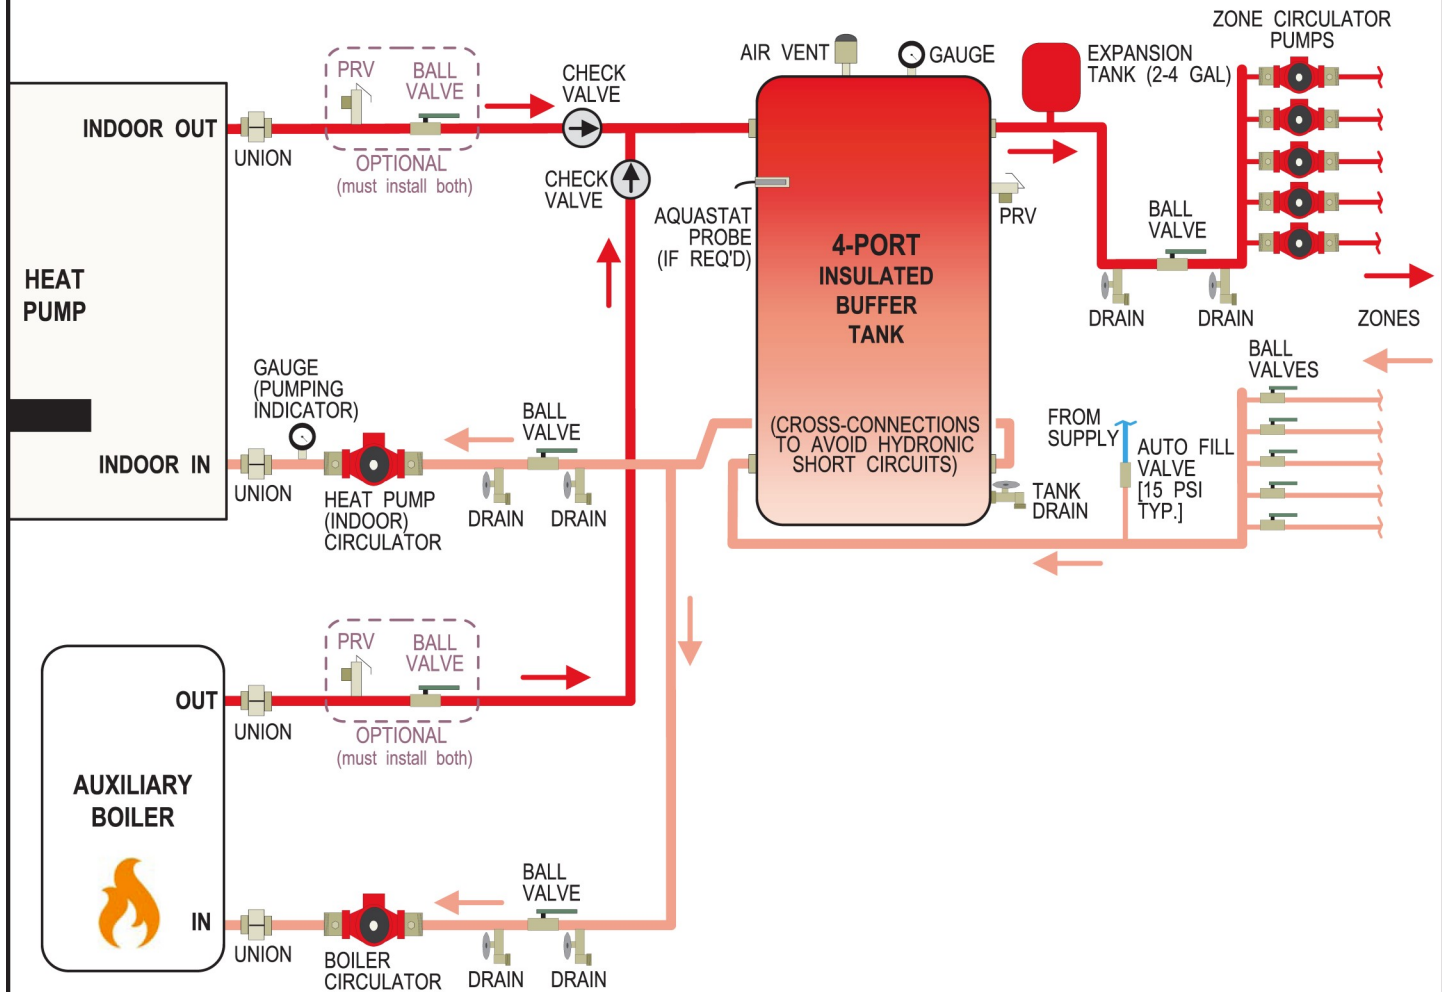 ZONE CIRCULATOR
PUMPS
AIR VENT
GAUGE
EXPANSION
TANK (2-4 GAL)
PRV
BALL
VALVE
CHECK
VALVE
INDOOR OUT
UNION
OPTIONAL
(must install both)
CHECK
VALVE
AQUASTAT
PROBE
(IF REQ'D)
PRV
BALL
VALVE
4-PORT
INSULATED
BUFFER
TANK
HEAT
PUMP
DRAIN
DRAIN
ZONES
GAUGE
(PUMPING
INDICATOR)
BALL
VALVE
BALL
VALVES
(CROSS-CONNECTIONS
TO AVOID HYDRONIC
SHORT CIRCUITS)
FROM
SUPPLY
AUTO FILL
VALVE
[15 PSI
TYP.]
INDOOR IN
UNION
HEAT PUMP
(INDOOR)
CIRCULATOR
DRAIN
DRAIN
TANK
DRAIN
PRV
BALL
VALVE
OUT
UNION
OPTIONAL
(must install both)
AUXILIARY
BOILER
BALL
VALVE
IN
UNION
BOILER
CIRCULATOR
DRAIN
DRAIN